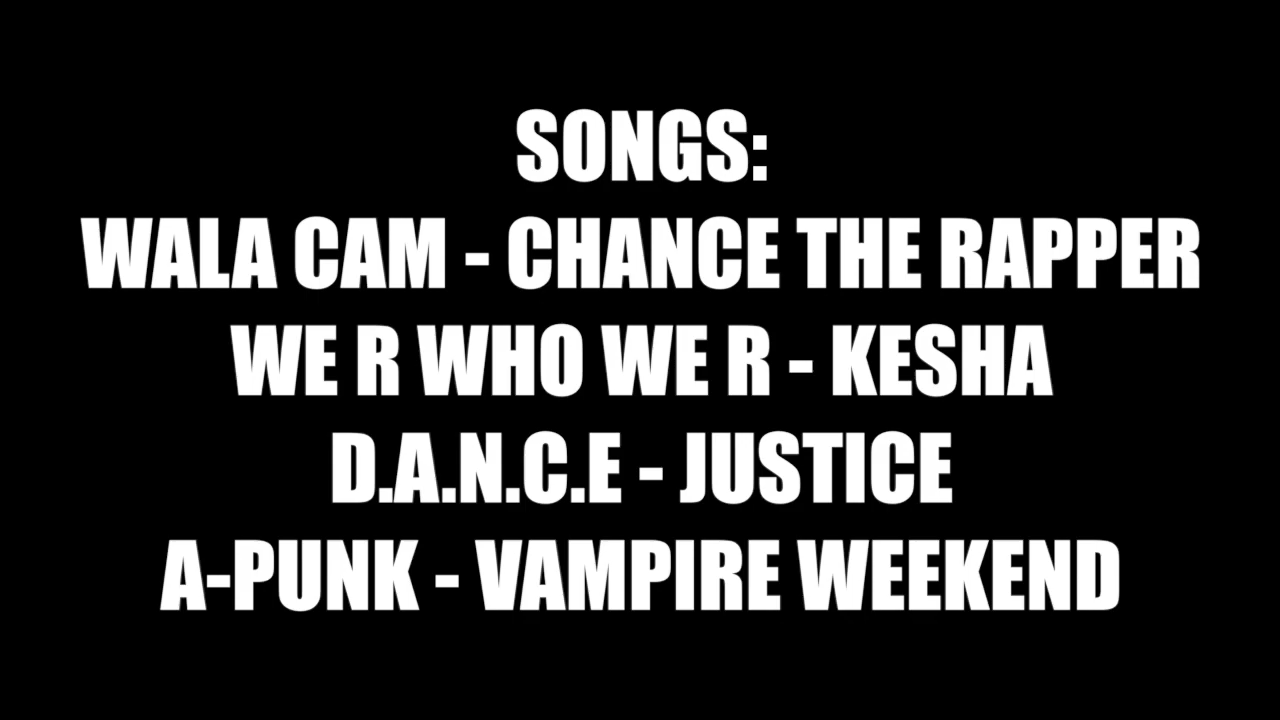 SONGS:
WALA CAM - CHANCE THE RAPPER
WE R WHO WE R - KESHA
D.A.N.C.E - JUSTICE
A-PUNK - VAMPIRE WEEKEND